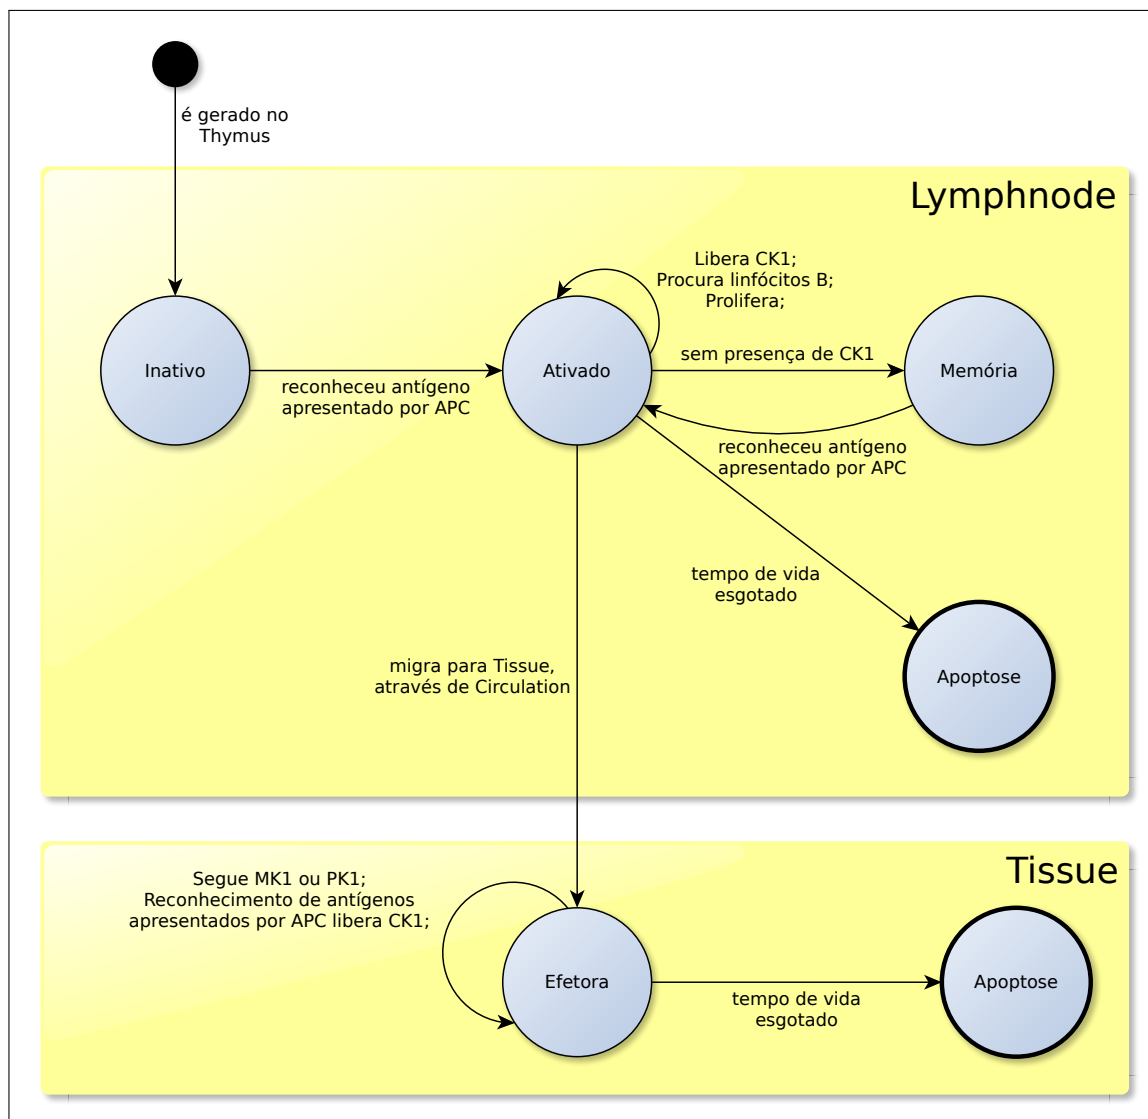 é gerado no
Thymus
Lymphnode
Libera CK1;
Procura linfócitos B;
Prolifera;
Inativo
Ativado
sem presença de CK1
Memória
reconheceu antígeno
apresentado por APC
reconheceu antígeno
apresentado por APC
tempo de vida
esgotado
Apoptose
migra para Tissue,
através de Circulation
Tissue
Segue MK1 ou PK1;
Reconhecimento de antígenos
apresentados por APC libera CK1;
Efetora
tempo de vida
esgotado
Apoptose